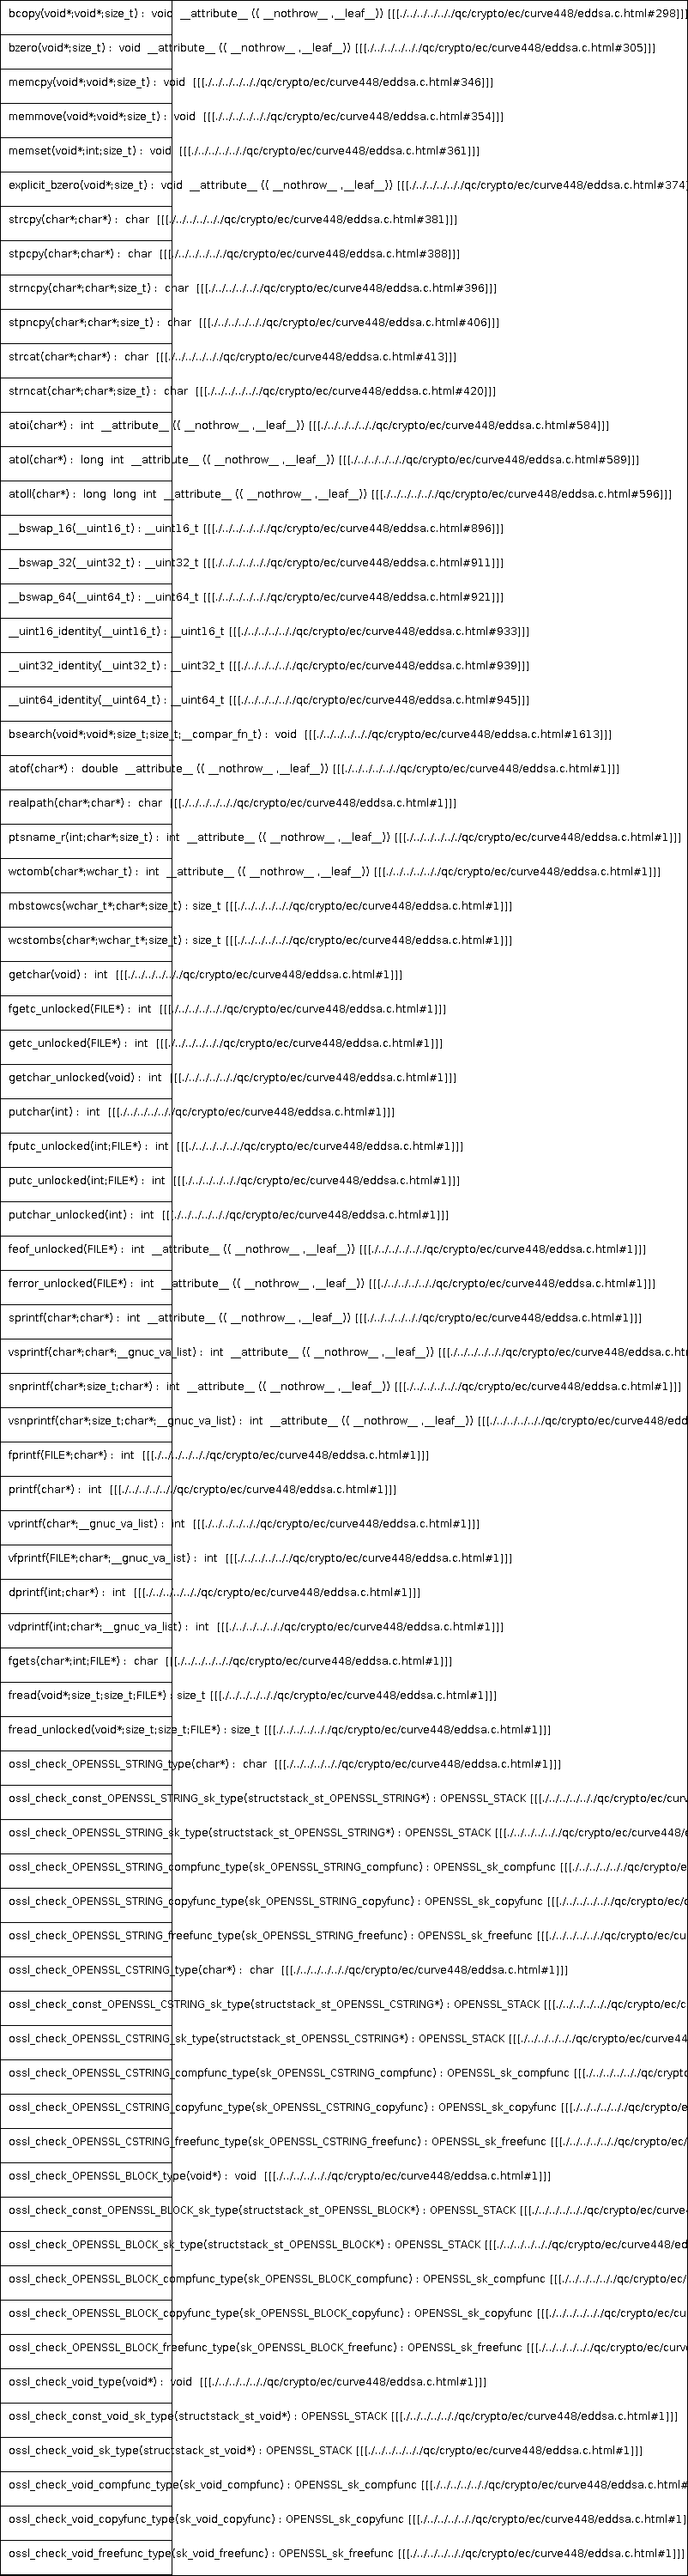 bcopy(void*;void*;size_t) :  void  __attribute__ (( __nothrow__ ,__leaf__)) [[[./../../../../../qc/crypto/ec/curve448/eddsa.c.html#298]]]
bzero(void*;size_t) :  void  __attribute__ (( __nothrow__ ,__leaf__)) [[[./../../../../../qc/crypto/ec/curve448/eddsa.c.html#305]]]
memcpy(void*;void*;size_t) :  void  [[[./../../../../../qc/crypto/ec/curve448/eddsa.c.html#346]]]
memmove(void*;void*;size_t) :  void  [[[./../../../../../qc/crypto/ec/curve448/eddsa.c.html#354]]]
memset(void*;int;size_t) :  void  [[[./../../../../../qc/crypto/ec/curve448/eddsa.c.html#361]]]
explicit_bzero(void*;size_t) :  void  __attribute__ (( __nothrow__ ,__leaf__)) [[[./../../../../../qc/crypto/ec/curve448/eddsa.c.html#374]
strcpy(char*;char*) :  char  [[[./../../../../../qc/crypto/ec/curve448/eddsa.c.html#381]]]
stpcpy(char*;char*) :  char  [[[./../../../../../qc/crypto/ec/curve448/eddsa.c.html#388]]]
strncpy(char*;char*;size_t) :  char  [[[./../../../../../qc/crypto/ec/curve448/eddsa.c.html#396]]]
stpncpy(char*;char*;size_t) :  char  [[[./../../../../../qc/crypto/ec/curve448/eddsa.c.html#406]]]
strcat(char*;char*) :  char  [[[./../../../../../qc/crypto/ec/curve448/eddsa.c.html#413]]]
strncat(char*;char*;size_t) :  char  [[[./../../../../../qc/crypto/ec/curve448/eddsa.c.html#420]]]
atoi(char*) :  int  __attribute__ (( __nothrow__ ,__leaf__)) [[[./../../../../../qc/crypto/ec/curve448/eddsa.c.html#584]]]
atol(char*) :  long  int  __attribute__ (( __nothrow__ ,__leaf__)) [[[./../../../../../qc/crypto/ec/curve448/eddsa.c.html#589]]]
atoll(char*) :  long  long  int  __attribute__ (( __nothrow__ ,__leaf__)) [[[./../../../../../qc/crypto/ec/curve448/eddsa.c.html#596]]]
__bswap_16(__uint16_t) : __uint16_t [[[./../../../../../qc/crypto/ec/curve448/eddsa.c.html#896]]]
__bswap_32(__uint32_t) : __uint32_t [[[./../../../../../qc/crypto/ec/curve448/eddsa.c.html#911]]]
__bswap_64(__uint64_t) : __uint64_t [[[./../../../../../qc/crypto/ec/curve448/eddsa.c.html#921]]]
__uint16_identity(__uint16_t) : __uint16_t [[[./../../../../../qc/crypto/ec/curve448/eddsa.c.html#933]]]
__uint32_identity(__uint32_t) : __uint32_t [[[./../../../../../qc/crypto/ec/curve448/eddsa.c.html#939]]]
__uint64_identity(__uint64_t) : __uint64_t [[[./../../../../../qc/crypto/ec/curve448/eddsa.c.html#945]]]
bsearch(void*;void*;size_t;size_t;__compar_fn_t) :  void  [[[./../../../../../qc/crypto/ec/curve448/eddsa.c.html#1613]]]
atof(char*) :  double  __attribute__ (( __nothrow__ ,__leaf__)) [[[./../../../../../qc/crypto/ec/curve448/eddsa.c.html#1]]]
realpath(char*;char*) :  char  [[[./../../../../../qc/crypto/ec/curve448/eddsa.c.html#1]]]
ptsname_r(int;char*;size_t) :  int  __attribute__ (( __nothrow__ ,__leaf__)) [[[./../../../../../qc/crypto/ec/curve448/eddsa.c.html#1]]]
wctomb(char*;wchar_t) :  int  __attribute__ (( __nothrow__ ,__leaf__)) [[[./../../../../../qc/crypto/ec/curve448/eddsa.c.html#1]]]
mbstowcs(wchar_t*;char*;size_t) : size_t [[[./../../../../../qc/crypto/ec/curve448/eddsa.c.html#1]]]
wcstombs(char*;wchar_t*;size_t) : size_t [[[./../../../../../qc/crypto/ec/curve448/eddsa.c.html#1]]]
getchar(void) :  int  [[[./../../../../../qc/crypto/ec/curve448/eddsa.c.html#1]]]
fgetc_unlocked(FILE*) :  int  [[[./../../../../../qc/crypto/ec/curve448/eddsa.c.html#1]]]
getc_unlocked(FILE*) :  int  [[[./../../../../../qc/crypto/ec/curve448/eddsa.c.html#1]]]
getchar_unlocked(void) :  int  [[[./../../../../../qc/crypto/ec/curve448/eddsa.c.html#1]]]
putchar(int) :  int  [[[./../../../../../qc/crypto/ec/curve448/eddsa.c.html#1]]]
fputc_unlocked(int;FILE*) :  int  [[[./../../../../../qc/crypto/ec/curve448/eddsa.c.html#1]]]
putc_unlocked(int;FILE*) :  int  [[[./../../../../../qc/crypto/ec/curve448/eddsa.c.html#1]]]
putchar_unlocked(int) :  int  [[[./../../../../../qc/crypto/ec/curve448/eddsa.c.html#1]]]
feof_unlocked(FILE*) :  int  __attribute__ (( __nothrow__ ,__leaf__)) [[[./../../../../../qc/crypto/ec/curve448/eddsa.c.html#1]]]
ferror_unlocked(FILE*) :  int  __attribute__ (( __nothrow__ ,__leaf__)) [[[./../../../../../qc/crypto/ec/curve448/eddsa.c.html#1]]]
sprintf(char*;char*) :  int  __attribute__ (( __nothrow__ ,__leaf__)) [[[./../../../../../qc/crypto/ec/curve448/eddsa.c.html#1]]]
vsprintf(char*;char*;__gnuc_va_list) :  int  __attribute__ (( __nothrow__ ,__leaf__)) [[[./../../../../../qc/crypto/ec/curve448/eddsa.c.ht
snprintf(char*;size_t;char*) :  int  __attribute__ (( __nothrow__ ,__leaf__)) [[[./../../../../../qc/crypto/ec/curve448/eddsa.c.html#1]]]
vsnprintf(char*;size_t;char*;__gnuc_va_list) :  int  __attribute__ (( __nothrow__ ,__leaf__)) [[[./../../../../../qc/crypto/ec/curve448/edd
fprintf(FILE*;char*) :  int  [[[./../../../../../qc/crypto/ec/curve448/eddsa.c.html#1]]]
printf(char*) :  int  [[[./../../../../../qc/crypto/ec/curve448/eddsa.c.html#1]]]
vprintf(char*;__gnuc_va_list) :  int  [[[./../../../../../qc/crypto/ec/curve448/eddsa.c.html#1]]]
vfprintf(FILE*;char*;__gnuc_va_list) :  int  [[[./../../../../../qc/crypto/ec/curve448/eddsa.c.html#1]]]
dprintf(int;char*) :  int  [[[./../../../../../qc/crypto/ec/curve448/eddsa.c.html#1]]]
vdprintf(int;char*;__gnuc_va_list) :  int  [[[./../../../../../qc/crypto/ec/curve448/eddsa.c.html#1]]]
fgets(char*;int;FILE*) :  char  [[[./../../../../../qc/crypto/ec/curve448/eddsa.c.html#1]]]
fread(void*;size_t;size_t;FILE*) : size_t [[[./../../../../../qc/crypto/ec/curve448/eddsa.c.html#1]]]
fread_unlocked(void*;size_t;size_t;FILE*) : size_t [[[./../../../../../qc/crypto/ec/curve448/eddsa.c.html#1]]]
ossl_check_OPENSSL_STRING_type(char*) :  char  [[[./../../../../../qc/crypto/ec/curve448/eddsa.c.html#1]]]
ossl_check_const_OPENSSL_STRING_sk_type(structstack_st_OPENSSL_STRING*) : OPENSSL_STACK [[[./../../../../../qc/crypto/ec/curv
ossl_check_OPENSSL_STRING_sk_type(structstack_st_OPENSSL_STRING*) : OPENSSL_STACK [[[./../../../../../qc/crypto/ec/curve448/e
ossl_check_OPENSSL_STRING_compfunc_type(sk_OPENSSL_STRING_compfunc) : OPENSSL_sk_compfunc [[[./../../../../../qc/crypto/e
ossl_check_OPENSSL_STRING_copyfunc_type(sk_OPENSSL_STRING_copyfunc) : OPENSSL_sk_copyfunc [[[./../../../../../qc/crypto/ec/c
ossl_check_OPENSSL_STRING_freefunc_type(sk_OPENSSL_STRING_freefunc) : OPENSSL_sk_freefunc [[[./../../../../../qc/crypto/ec/cu
ossl_check_OPENSSL_CSTRING_type(char*) :  char  [[[./../../../../../qc/crypto/ec/curve448/eddsa.c.html#1]]]
ossl_check_const_OPENSSL_CSTRING_sk_type(structstack_st_OPENSSL_CSTRING*) : OPENSSL_STACK [[[./../../../../../qc/crypto/ec/c
ossl_check_OPENSSL_CSTRING_sk_type(structstack_st_OPENSSL_CSTRING*) : OPENSSL_STACK [[[./../../../../../qc/crypto/ec/curve44
ossl_check_OPENSSL_CSTRING_compfunc_type(sk_OPENSSL_CSTRING_compfunc) : OPENSSL_sk_compfunc [[[./../../../../../qc/crypto
ossl_check_OPENSSL_CSTRING_copyfunc_type(sk_OPENSSL_CSTRING_copyfunc) : OPENSSL_sk_copyfunc [[[./../../../../../qc/crypto/e
ossl_check_OPENSSL_CSTRING_freefunc_type(sk_OPENSSL_CSTRING_freefunc) : OPENSSL_sk_freefunc [[[./../../../../../qc/crypto/ec/
ossl_check_OPENSSL_BLOCK_type(void*) :  void  [[[./../../../../../qc/crypto/ec/curve448/eddsa.c.html#1]]]
ossl_check_const_OPENSSL_BLOCK_sk_type(structstack_st_OPENSSL_BLOCK*) : OPENSSL_STACK [[[./../../../../../qc/crypto/ec/curve
ossl_check_OPENSSL_BLOCK_sk_type(structstack_st_OPENSSL_BLOCK*) : OPENSSL_STACK [[[./../../../../../qc/crypto/ec/curve448/ed
ossl_check_OPENSSL_BLOCK_compfunc_type(sk_OPENSSL_BLOCK_compfunc) : OPENSSL_sk_compfunc [[[./../../../../../qc/crypto/ec/
ossl_check_OPENSSL_BLOCK_copyfunc_type(sk_OPENSSL_BLOCK_copyfunc) : OPENSSL_sk_copyfunc [[[./../../../../../qc/crypto/ec/cu
ossl_check_OPENSSL_BLOCK_freefunc_type(sk_OPENSSL_BLOCK_freefunc) : OPENSSL_sk_freefunc [[[./../../../../../qc/crypto/ec/curv
ossl_check_void_type(void*) :  void  [[[./../../../../../qc/crypto/ec/curve448/eddsa.c.html#1]]]
ossl_check_const_void_sk_type(structstack_st_void*) : OPENSSL_STACK [[[./../../../../../qc/crypto/ec/curve448/eddsa.c.html#1]]]
ossl_check_void_sk_type(structstack_st_void*) : OPENSSL_STACK [[[./../../../../../qc/crypto/ec/curve448/eddsa.c.html#1]]]
ossl_check_void_compfunc_type(sk_void_compfunc) : OPENSSL_sk_compfunc [[[./../../../../../qc/crypto/ec/curve448/eddsa.c.html#
ossl_check_void_copyfunc_type(sk_void_copyfunc) : OPENSSL_sk_copyfunc [[[./../../../../../qc/crypto/ec/curve448/eddsa.c.html#1]
ossl_check_void_freefunc_type(sk_void_freefunc) : OPENSSL_sk_freefunc [[[./../../../../../qc/crypto/ec/curve448/eddsa.c.html#1]]]